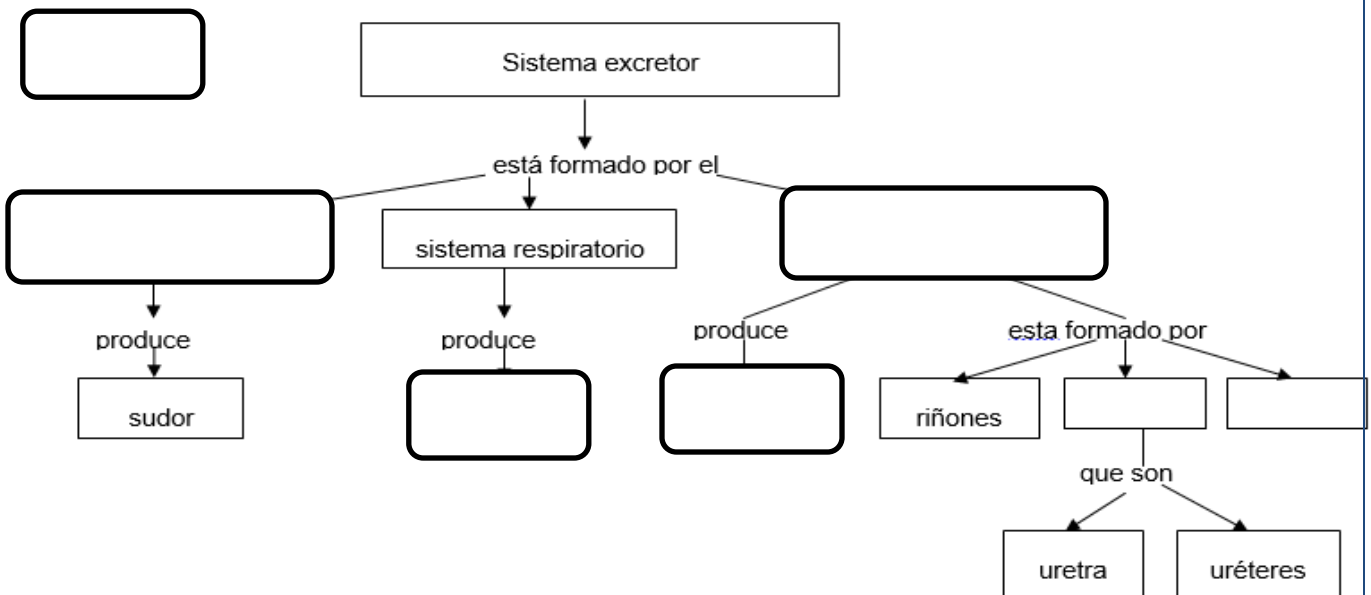 Sistema excretor
está formado por el
sistema respiratorio
produce
produce
produce
esta formado por
sudor
riñones
que son
uretra
uréteres